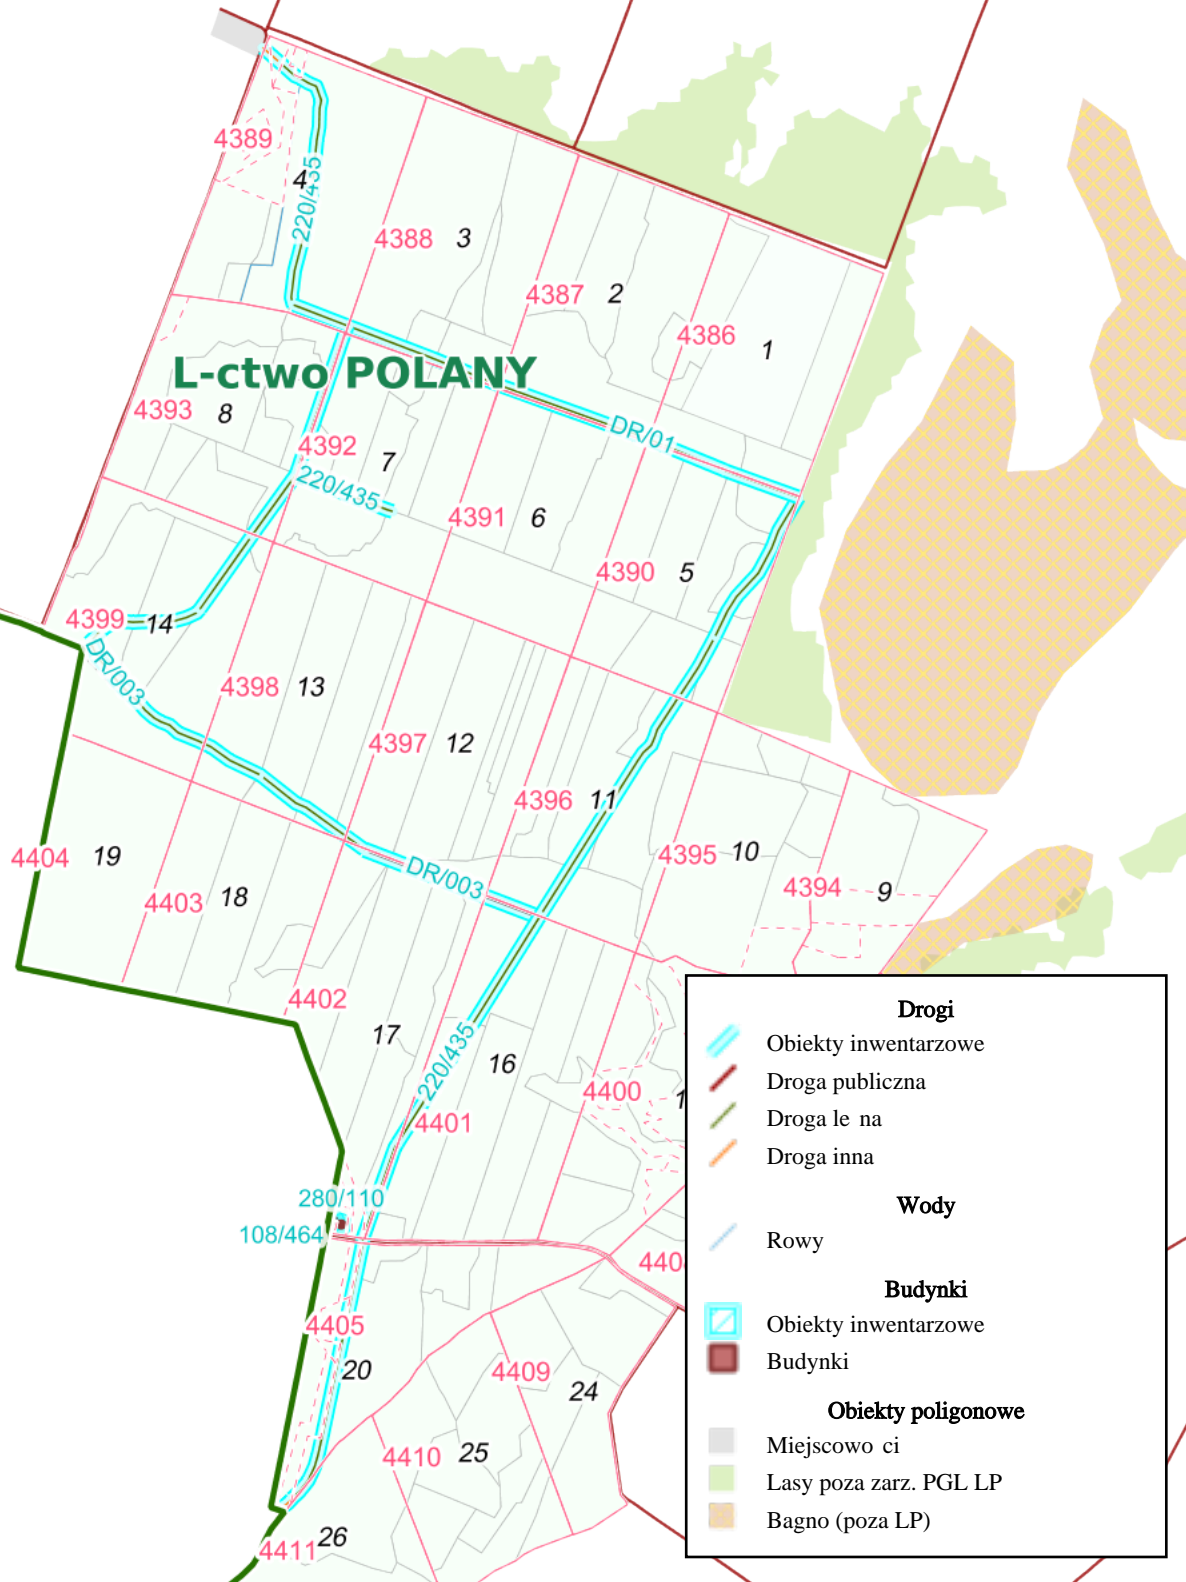 4389
4
220/435
4388 3
4387 2
4386 1
L-ctwo POLANY
4393 8
DR/01
4392 7
220/435
4391 6
4390 5
4399 14
DR/003
4398 13
4397 12
4396 11
4395 10
4394 9
4404 19
DR/003
4403 18
4402
17
16
220/435
4400
4401
280/110
108/464
4405
20
4409
24
4410 25
4411 26
Drogi
Obiekty inwentarzowe
Droga publiczna
Droga le na
Droga inna
Wody
Rowy
Budynki
Obiekty inwentarzowe
Budynki
Obiekty poligonowe
Miejscowo ci
Lasy poza zarz. PGL LP
Bagno (poza LP)